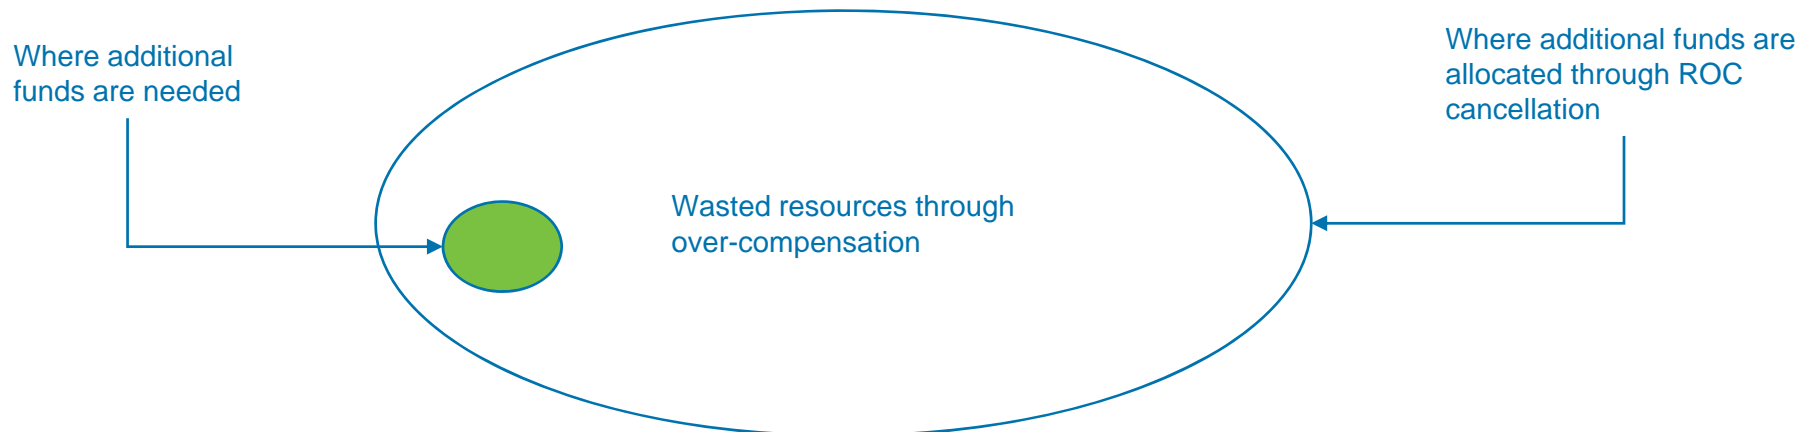 Where additional
funds are needed
Wasted resources through
over-compensation
Where additional funds are
allocated through ROC
cancellation